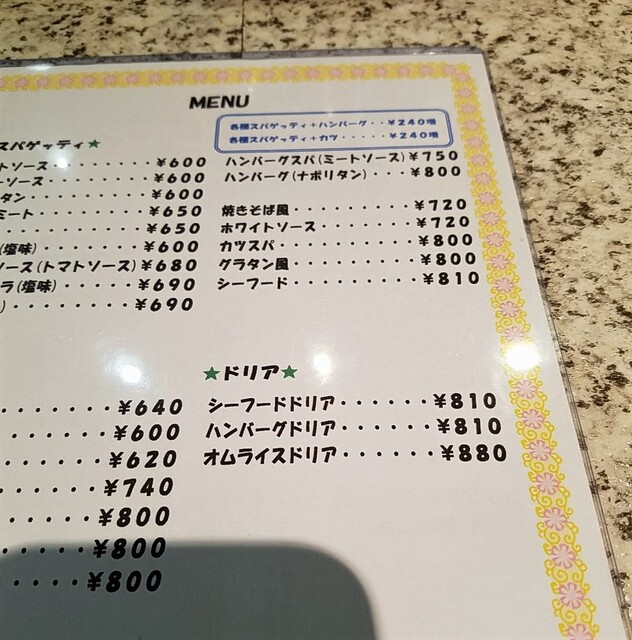 MENU
各種スパゲッティ+ハンバーグ・・¥240増
各種スパゲッティ+カツ・・・・・¥240増
スパゲッティ★
トソース・・・・・・・・・¥600
ーソース・・・・・・・・・¥600
タン・・・・・・・・・・¥600
ミート・・・・・・・・・¥650
・・・・・・・・・・・¥650
(塩味)・・・・・・・・¥600
ソース(トマトソース)¥680
ラ(塩味)・・・・・・¥690
)・・・・・・・・・・¥690
ハンバーグスパ(ミートソース)¥750
ハンバーグ(ナポリタン)・・・¥800
焼きそば風・・・・・・・・・¥720
ホワイトソース・・・・・・・¥720
カツスパ・・・・・・・・・・¥800
グラタン風・・・・・・・・・¥800
シーフード・・・・・・・・・¥810
・・・・・・・¥640
・・・・・・・¥600
・・・・・・・¥620
・・・・・・¥740
・・・・・・¥800
・・・・・¥800
・・・・・¥800
★ドリア★
シーフードドリア・・・・・・¥810
ハンバーグドリア・・・・・・¥810
オムライスドリア・・・・・・¥880